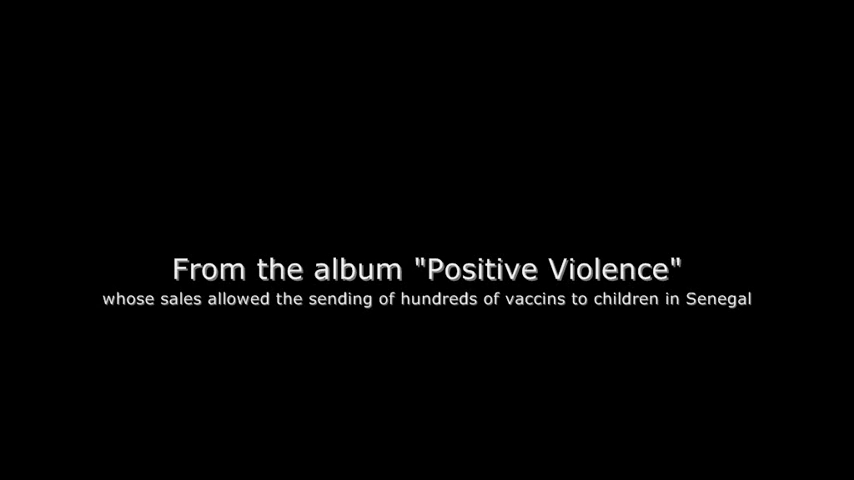 From the album "Positive Violence"
whose sales allowed the sending of hundreds of vaccins to children in Senegal